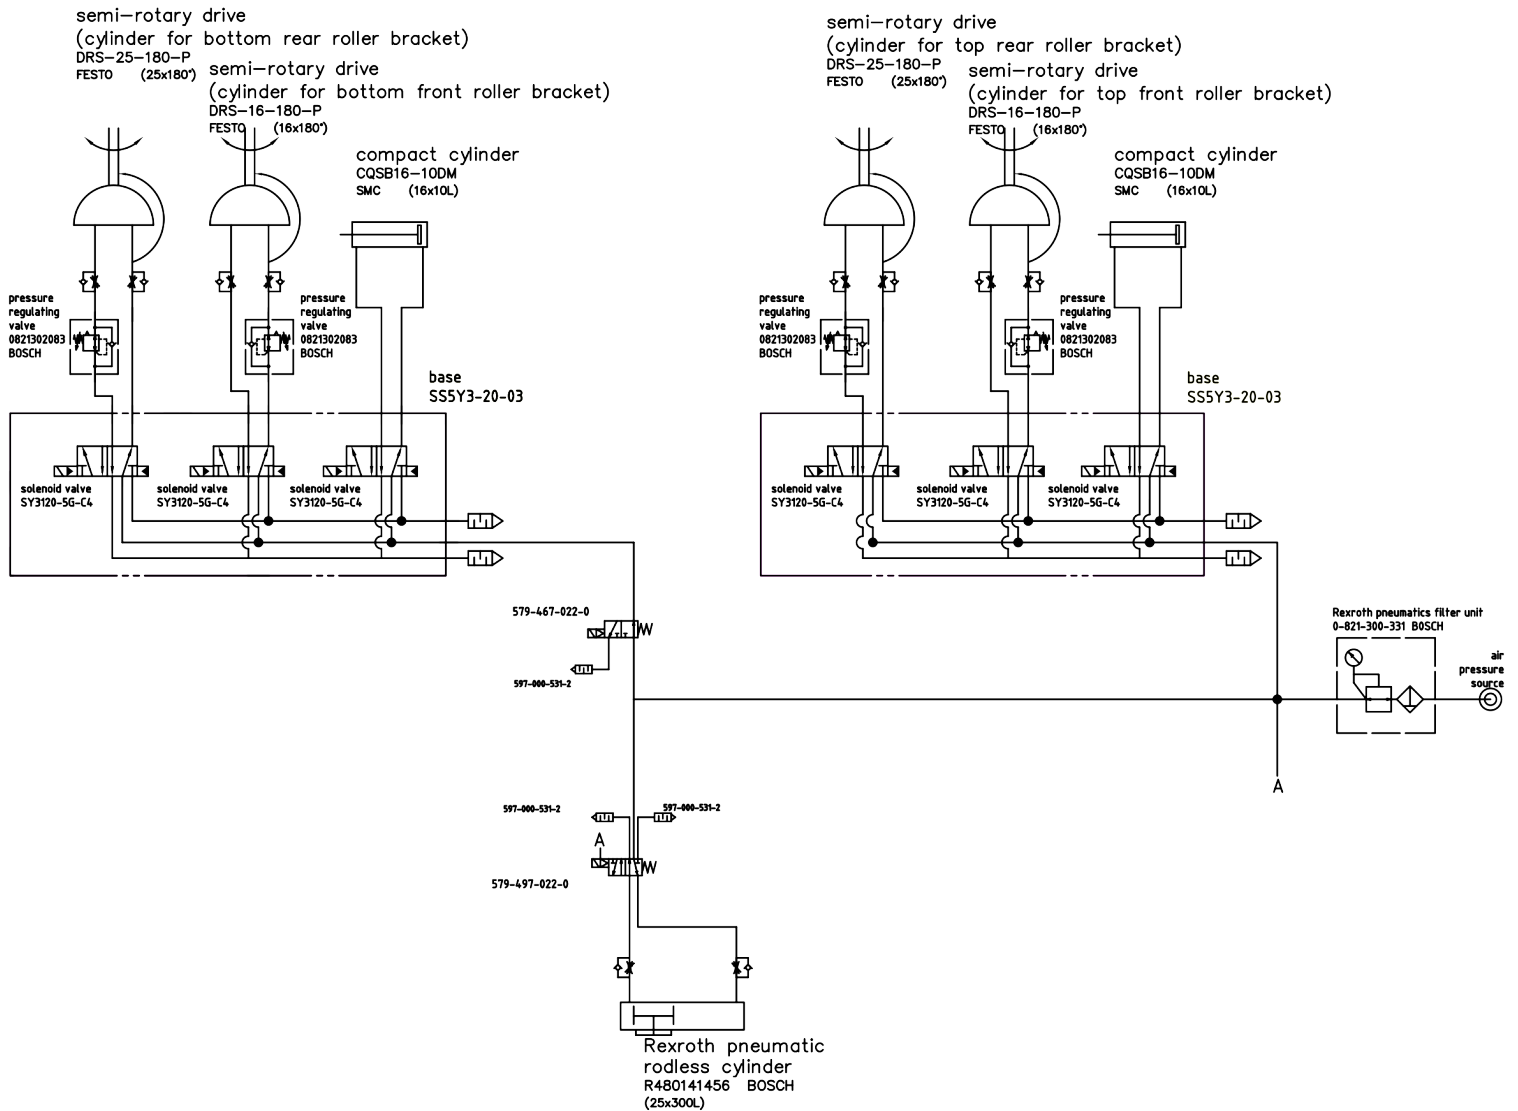 semi-rotary drive
(cylinder for bottom rear roller bracket)
DRS-25-180-P
FESTO (25x180°)
semi-rotary drive
(cylinder for bottom front roller bracket)
DRS-16-180-P
FESTO (16x180°)
compact cylinder
CQSB16-10DM
SMC (16x10L)
semi-rotary drive
(cylinder for top rear roller bracket)
DRS-25-180-P
FESTO (25x180°)
semi-rotary drive
(cylinder for top front roller bracket)
DRS-16-180-P
FESTO (16x180°)
compact cylinder
CQSB16-10DM
SMC (16x10L)
pressure
regulating
valve
0821302083
BOSCH
pressure
regulating
valve
0821302083
BOSCH
base
SS5Y3-20-03
pressure
regulating
valve
0821302083
BOSCH
pressure
regulating
valve
0821302083
BOSCH
base
SS5Y3-20-03
solenoid valve
SY3120-5G-C4
solenoid valve
SY3120-5G-C4
solenoid valve
SY3120-5G-C4
solenoid valve
SY3120-5G-C4
solenoid valve
SY3120-5G-C4
solenoid valve
SY3120-5G-C4
579-467-022-0
597-000-531-2
Rexroth pneumatics filter unit
0-821-300-331 BOSCH
air
pressure
source
A
597-000-531-2
597-000-531-2
A
579-497-022-0
Rexroth pneumatic
rodless cylinder
R480141456 BOSCH
(25x300L)